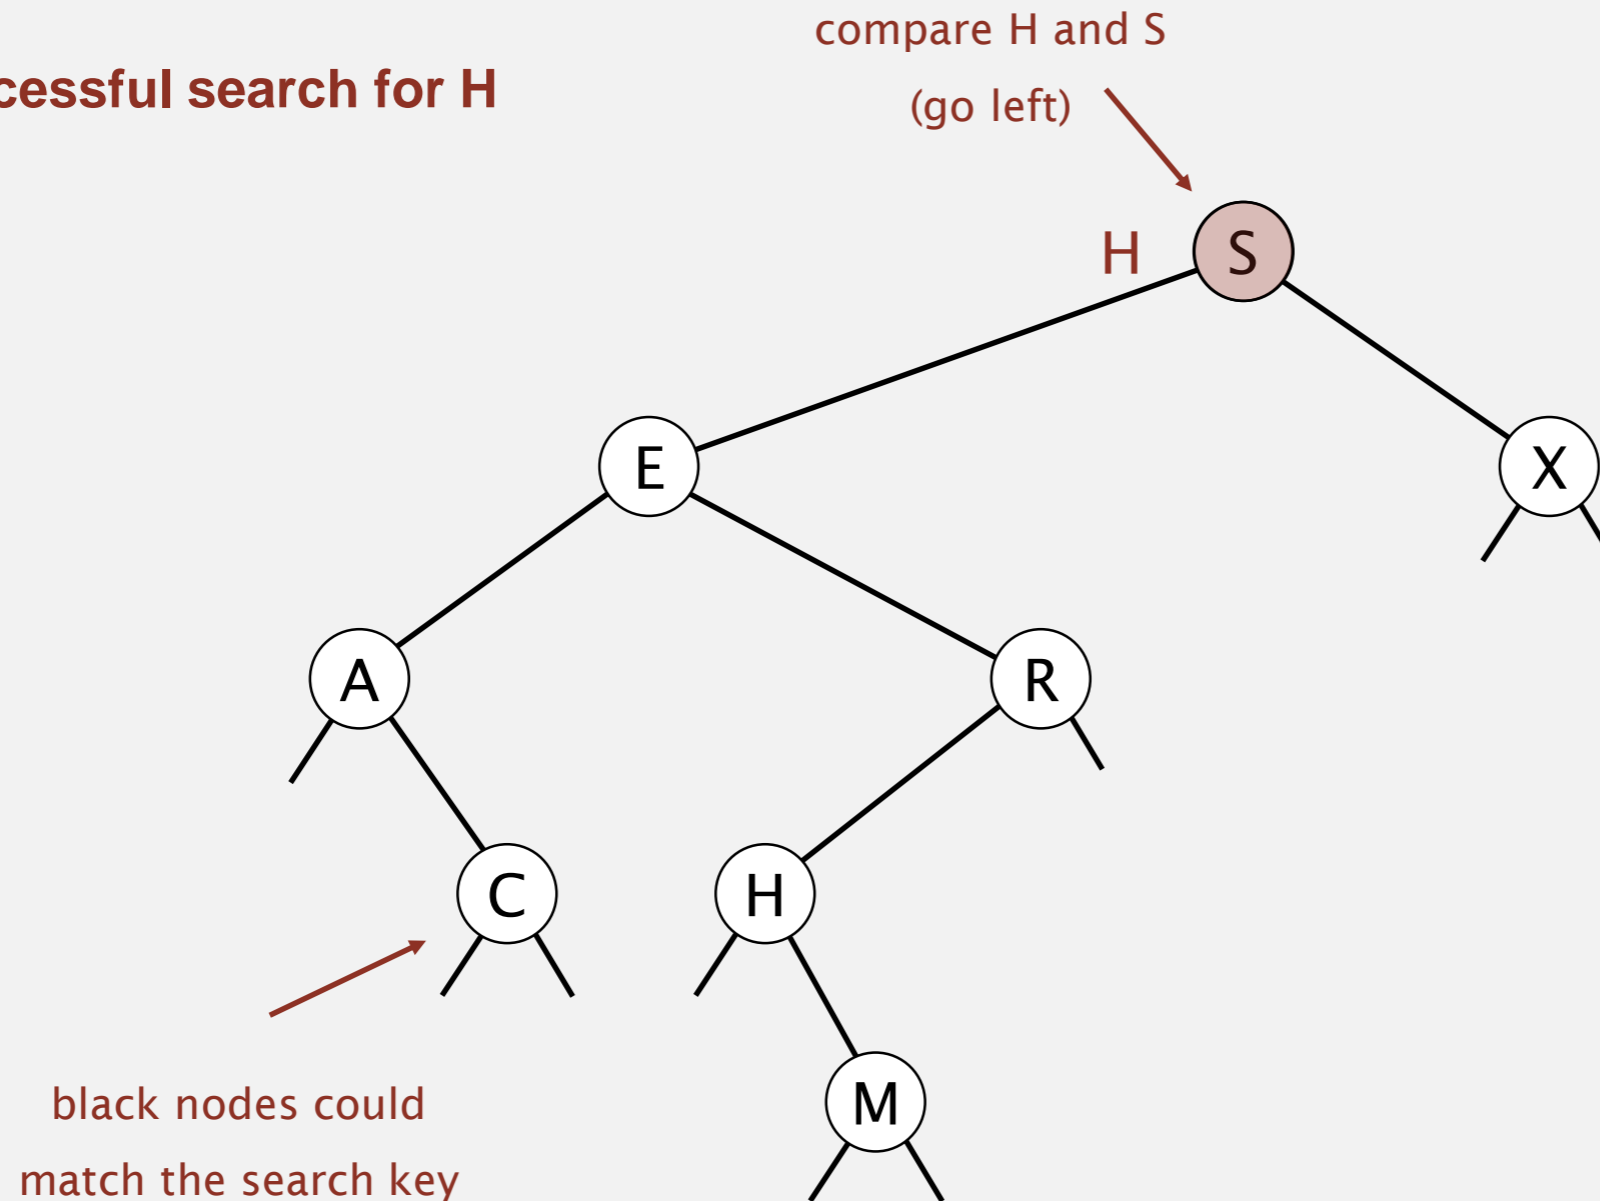 compare H and S
cessful search for H
(go left)
H
S
E
X
A
R
C
H
M
black nodes could
match the search key